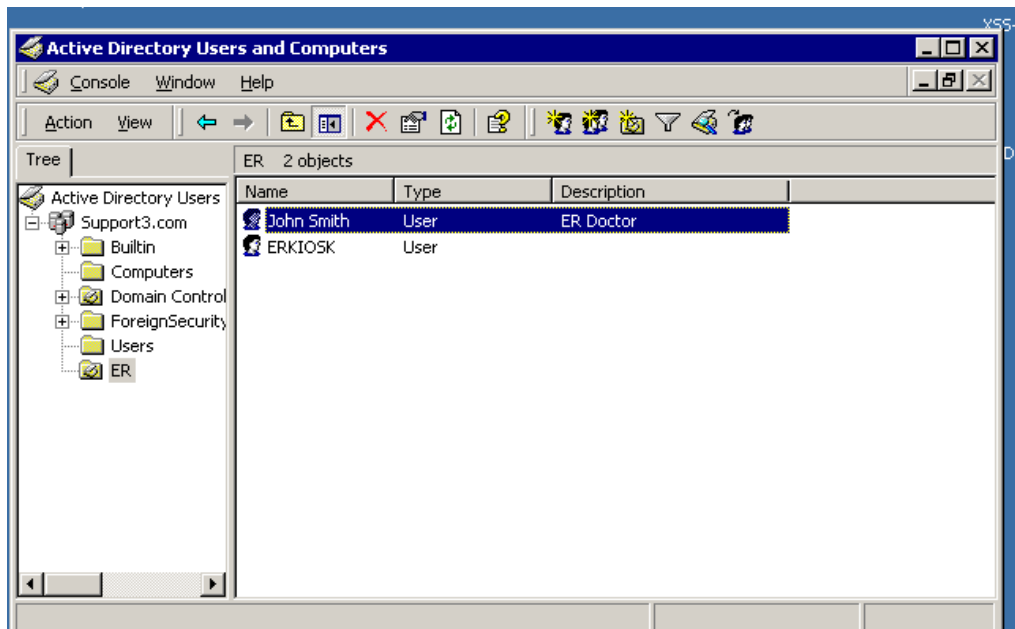 XSS-
Active Directory Users and Computers
Console Window Help
Action View
Tree
ER 2 objects
D
Active Directory Users
Name Type Description
Support3.com
John Smith User ER Doctor
Builtin
ERKIOSK User
Computers
Domain Control
ForeignSecurity
Users
ER